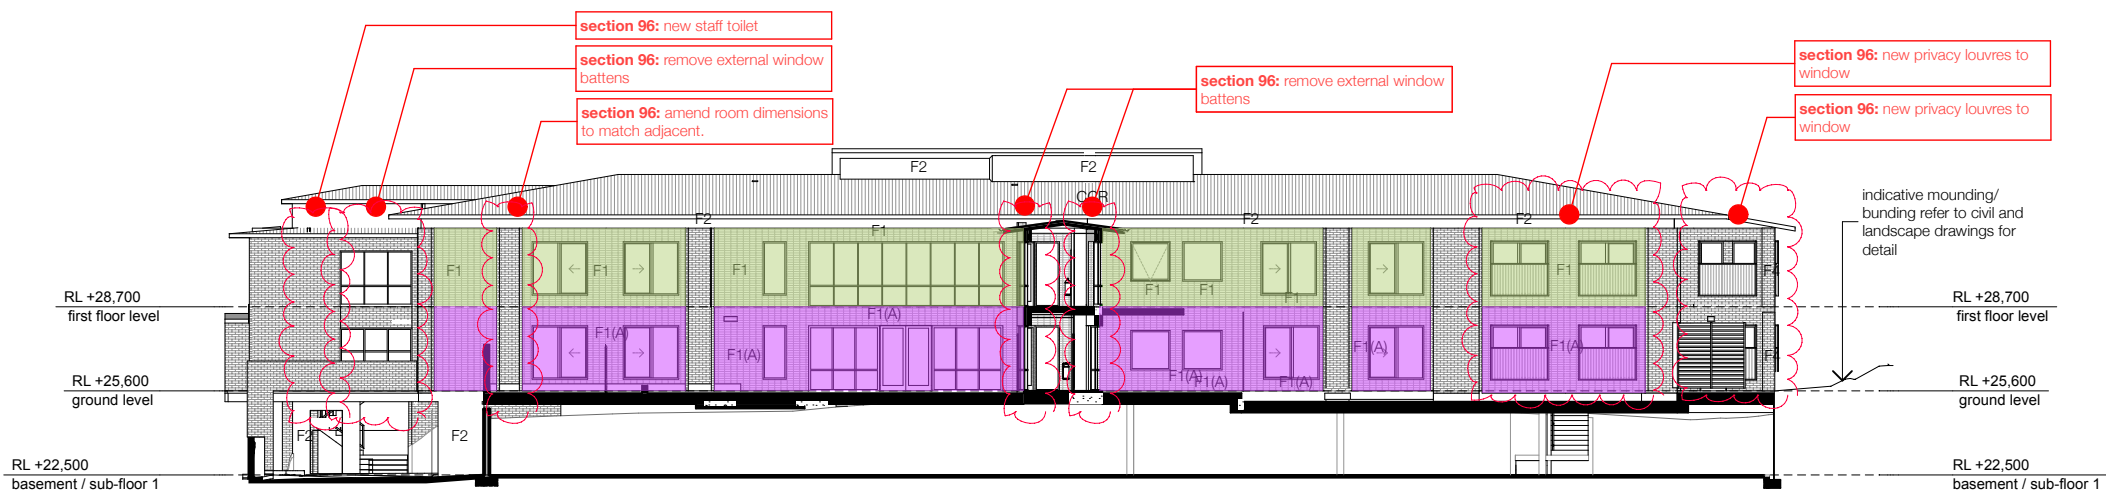 section 96: new staff toilet
section 96: remove external window
battens
section 96: amend room dimensions
to match adjacent.
section 96: remove external window
battens
section 96: new privacy louvres to
window
section 96: new privacy louvres to
window
indicative mounding/
bunding refer to civil and
landscape drawings for
detail
F2
F2
F2
F2
F2
F1
F1
F1
F1
F1
F1
F1
F1
F4
RL +28,700
first floor level
RL +28,700
first floor level
F1(A)
F1(A)
F1(A)
F1(A)
F1(A)
F1(A)
F1(A)
F1(A)
F4
RL +25,600
ground level
RL +25,600
ground level
F2
F2
RL +22,500
basement / sub-floor 1
RL +22,500
basement / sub-floor 1